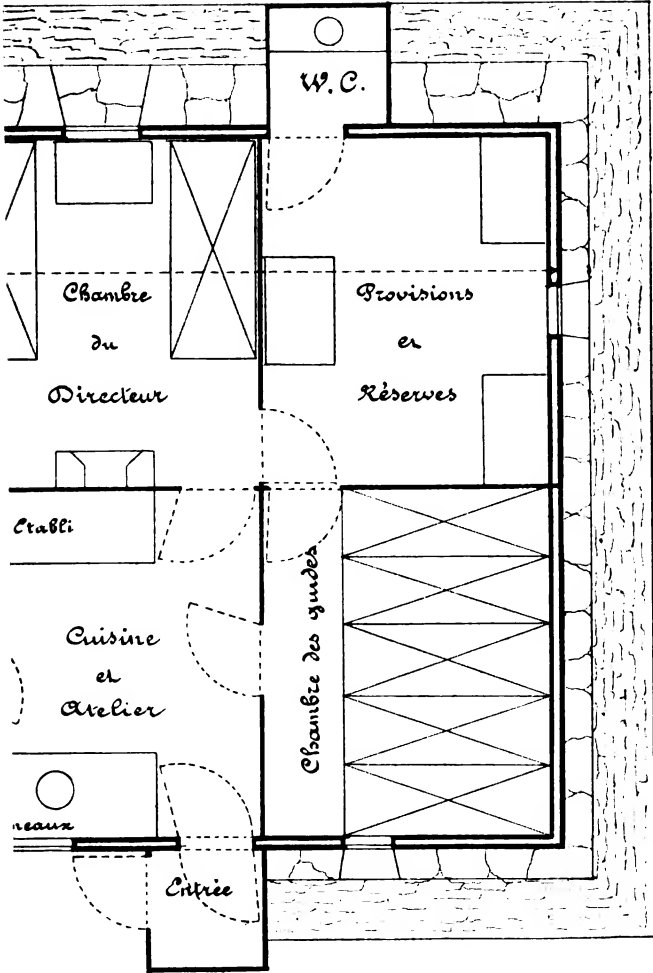 W.C.
Chambre
du
Directeur
Provisions
et
Réserves
Etabli
Cuisine
et
Atelier
Chambre des guides
neaux
Entrée